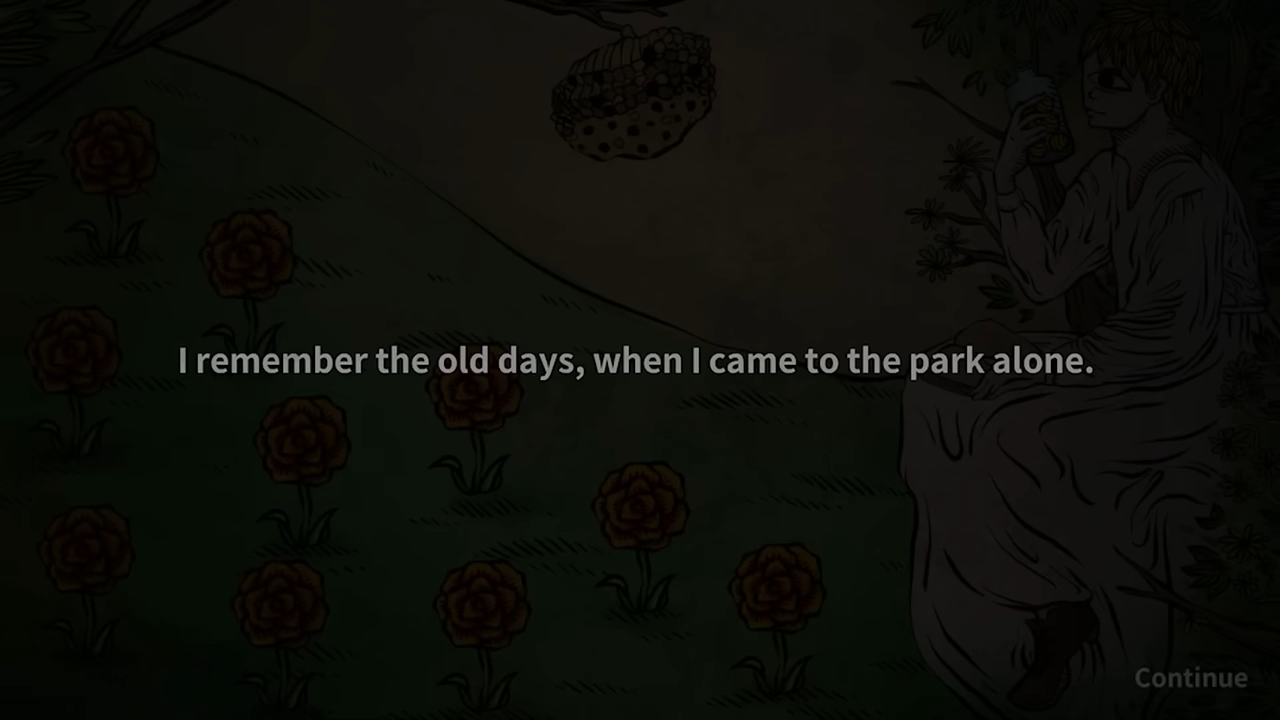 I remember the old days, when I came to the park alone.
Continue